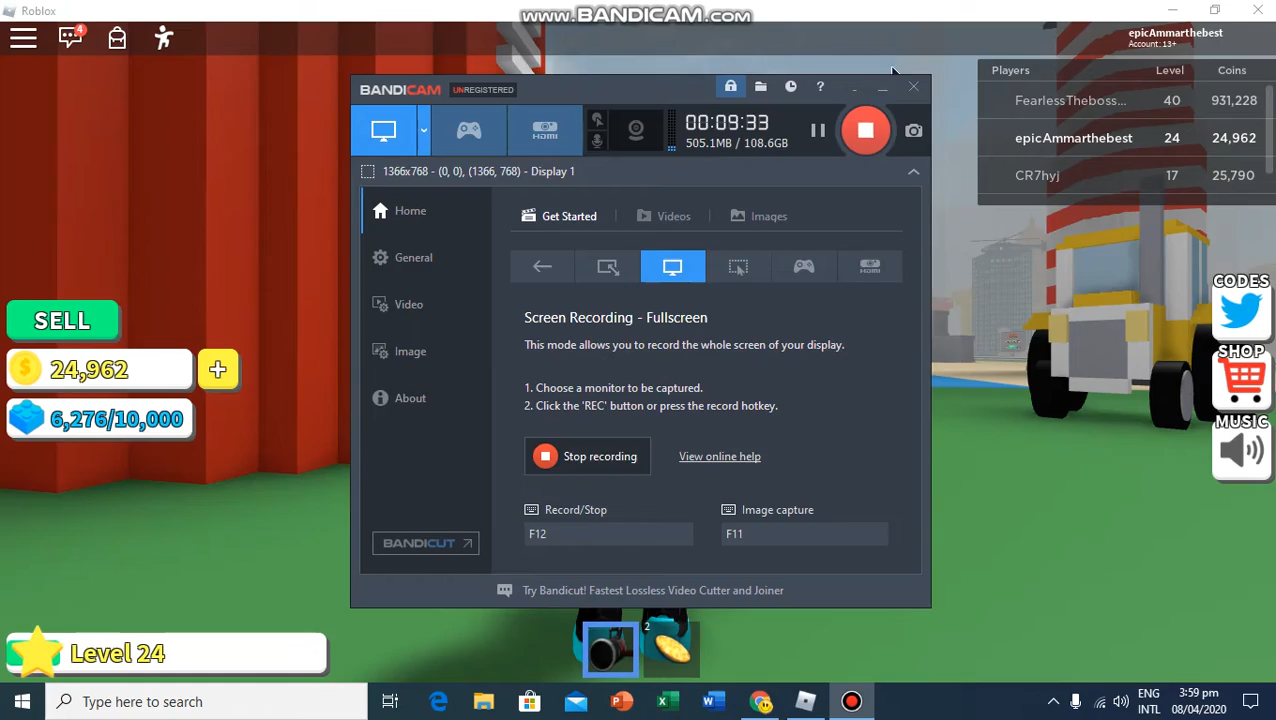 Roblox
www.BANDICAM.com
4
epicAmmarthebest
Account: 13+
Players Level Coins
FearlessTheboss... 40 931,228
epicAmmarthebest 24 24,962
CR7hyj 17 25,790
BANDICAM UNREGISTERED
?
HDMI
00:09:33
505.1MB / 108.6GB
1366x768 - (0, 0), (1366, 768) - Display 1
Home
General
Video
Image
About
BANDICUT
Get Started
Videos
Images
HDMI
Screen Recording - Fullscreen
This mode allows you to record the whole screen of your display.
1. Choose a monitor to be captured.
2. Click the 'REC' button or press the record hotkey.
Stop recording
View online help
Record/Stop
Image capture
F12
F11
Try Bandicut! Fastest Lossless Video Cutter and Joiner
SELL
24,962
+
6,276/10,000
CODES
SHOP
MUSIC
2
Level 24
Type here to search
ENG
INTL
3:59 pm
08/04/2020